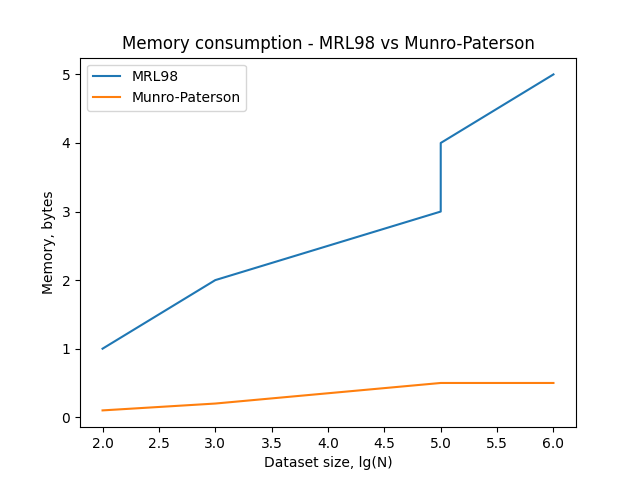 Memory consumption - MRL98 vs Munro-Paterson
MRL98
Munro-Paterson
Memory, bytes
5
4
3
2
1
0
2.0 2.5 3.0 3.5 4.0 4.5 5.0 5.5 6.0
Dataset size, lg(N)